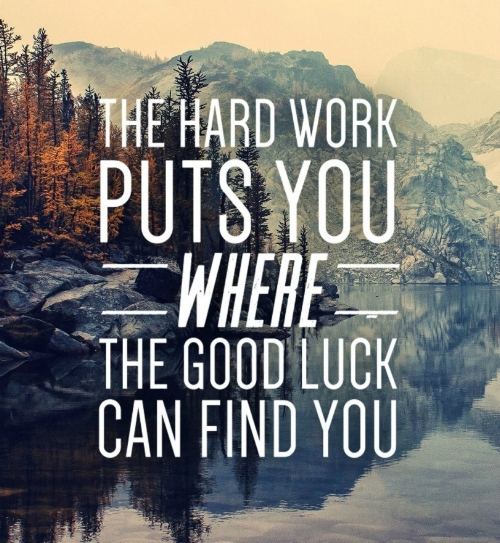 THE HARD WORK
PUTS YOU
WHERE
THE GOOD LUCK
CAN FIND YOU